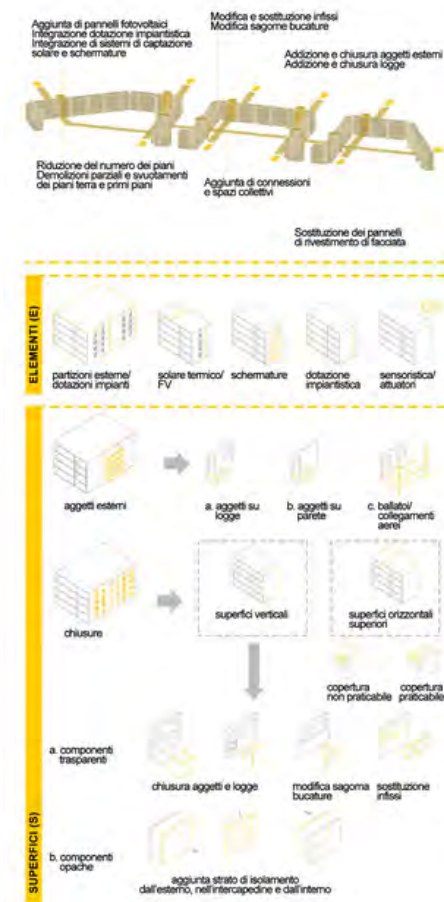 Aggiunta di pannelli fotovoltaici
Integrazione dotazione impiantistica
Integrazione di sistemi di captazione
solare e schermature
Modifica e sostituzione infissi
Modifica sagome bucature
Addizione e chiusura aggetti esterni
Addizione e chiusura logge
Riduzione del numero dei piani
Demolizioni parziali e svuotamenti
dei piani terra e primi piani
Aggiunta di connessioni
e spazi collettivi
Sostituzione dei pannelli
di rivestimento di facciata
ELEMENTI (E)
partizioni esterne/
dotazioni impianti
solare termico/
FV
schermature
dotazione
impiantistica
sensoristica/
attuatori
SUPERFICI (S)
aggetti esterni
a. aggetti su
logge
b. aggetti su
parete
c. ballatoi/
collegamenti
aerei
chiusure
superfici verticali
superfici orizzontali
superiori
copertura
non praticabile
copertura
praticabile
a. componenti
trasparenti
chiusura aggetti e logge
modifica sagoma
bucature
sostituzione
infissi
b. componenti
opache
aggiunta strato di isolamento
dall'esterno, nell'intercapedine e dall'interno